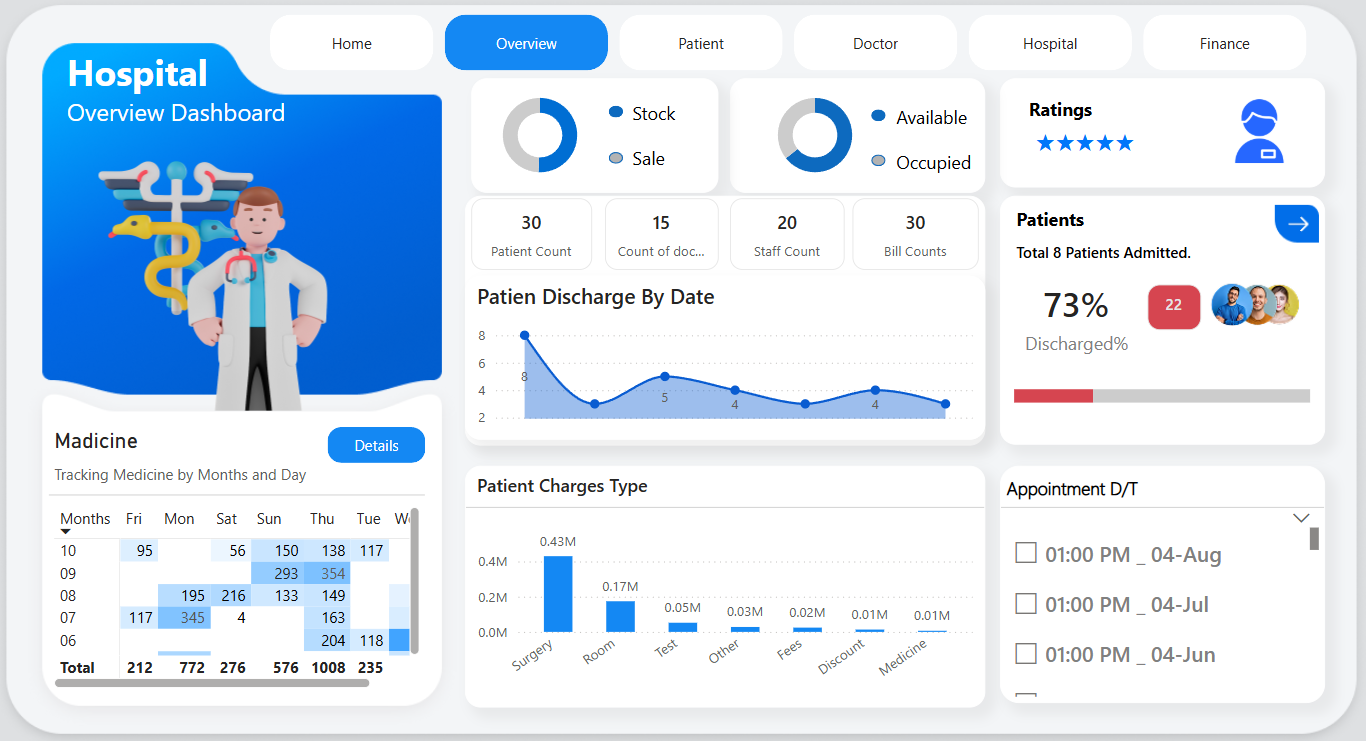 Home
Overview
Patient
Doctor
Hospital
Finance
Hospital
Overview Dashboard
Stock
Sale
Available
Occupied
Ratings
★★★★★
30
Patient Count
15
Count of doc...
20
Staff Count
30
Bill Counts
Patients
Total 8 Patients Admitted.
73%
Discharged%
22
Patien Discharge By Date
8
6
4
2
8
5
4
4
Madicine
Details
Tracking Medicine by Months and Day
Months Fri Mon Sat Sun Thu Tue
10 95 56 150 138 117
09 293 354
08 195 216 133 149
07 117 345 4 163
06 204 118
Total 212 772 276 576 1008 235
Patient Charges Type
0.4M
0.2M
0.0M
0.43M
0.17M
0.05M
0.03M
0.02M
0.01M
0.01M
Surgery
Room
Test
Other
Fees
Discount
Medicine
Appointment D/T
01:00 PM _ 04-Aug
01:00 PM _ 04-Jul
01:00 PM _ 04-Jun